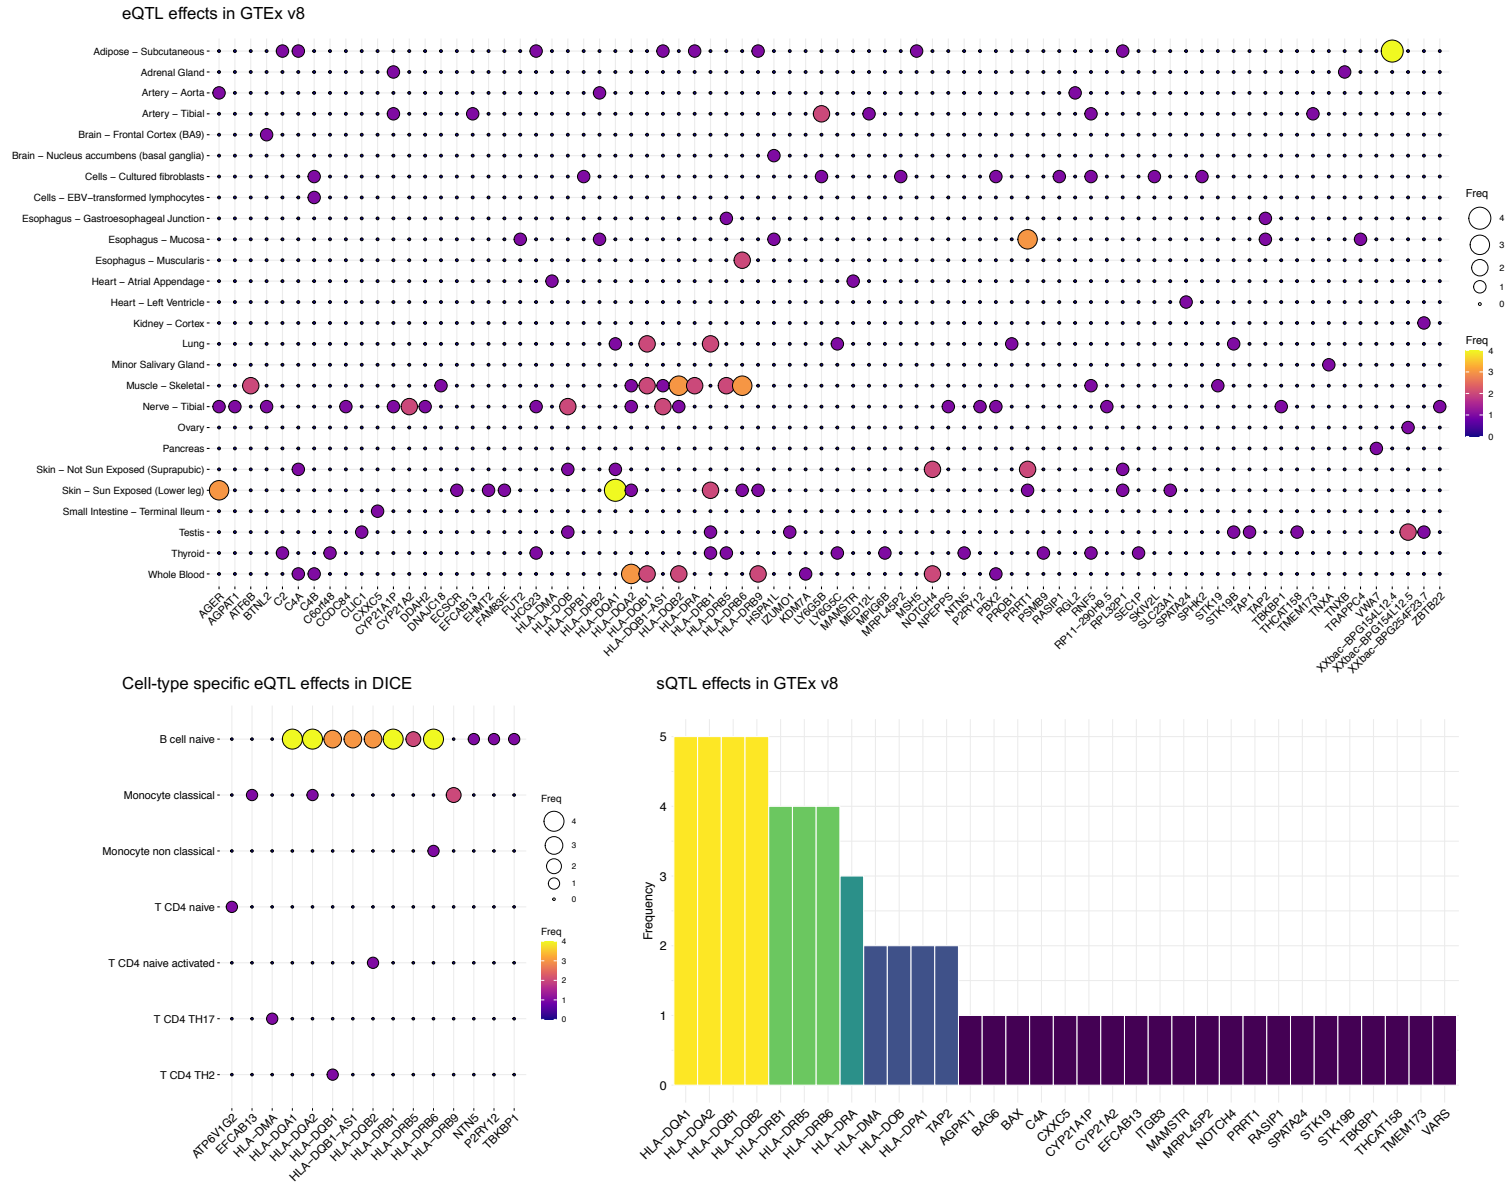 eQTL effects in GTEx v8
Adipose − Subcutaneous
Adrenal Gland
Artery − Aorta
Artery − Tibial
Brain − Frontal Cortex (BA9)
Brain − Nucleus accumbens (basal ganglia)
Cells − Cultured fibroblasts
Cells − EBV−transformed lymphocytes
Esophagus − Gastroesophageal Junction
Esophagus − Mucosa
Esophagus − Muscularis
Heart − Atrial Appendage
Heart − Left Ventricle
Kidney − Cortex
Lung
Minor Salivary Gland
Muscle − Skeletal
Nerve − Tibial
Ovary
Pancreas
Skin − Not Sun Exposed (Suprapubic)
Skin − Sun Exposed (Lower leg)
Small Intestine − Terminal Ileum
Testis
Thyroid
Whole Blood
AGER
AGPAT1
ATF6B
BTNL2
C2
C4A
C4B
C6orf48
CCDC84
CLIC1
CXXC5
CYP21A1P
CYP21A2
DDAH2
DNAJC18
ECSCR
EFCAB13
EHMT2
FAM83E
FUT2
HCG23
HLA−DMA
HLA−DOB
HLA−DPB1
HLA−DPB2
HLA−DQA1
HLA−DQA2
HLA−DQB1
HLA−DQB1−AS1
HLA−DQB2
HLA−DRA
HLA−DRB1
HLA−DRB5
HLA−DRB6
HLA−DRB9
HSPA1L
IZUMO1
KDM7A
LY6G5B
LY6G5C
MAMSTR
MED12L
MPIG6B
MRPL45P2
MSH5
NOTCH4
NPEPPS
NTN5
P2RY12
PBX2
PROB1
PRRT1
PSMB9
RASIP1
RGL2
RNF5
RP11−290H9.5
RPL32P1
SEC1P
SKIV2L
SLC23A1
SPATA24
SPHK2
STK19
STK19B
TAP1
TAP2
TBKBP1
THCAT158
TMEM173
TNXA
TNXB
TRAPPC4
VWA7
XXbac−BPG154L12.4
XXbac−BPG154L12.5
XXbac−BPG254F23.7
ZBTB22
Freq
4
3
2
1
0
Freq
4
3
2
1
0
Cell-type specific eQTL effects in DICE
B cell naive
Monocyte classical
Monocyte non classical
T CD4 naive
T CD4 naive activated
T CD4 TH17
T CD4 TH2
ATP6V1G2
EFCAB13
HLA−DMA
HLA−DQA1
HLA−DQA2
HLA−DQB1
HLA−DQB1−AS1
HLA−DQB2
HLA−DRB1
HLA−DRB5
HLA−DRB6
HLA−DRB9
NTN5
P2RY12
TBKBP1
Freq
4
3
2
1
0
Freq
4
3
2
1
0
sQTL effects in GTEx v8
Frequency
5
4
3
2
1
0
HLA−DQA1
HLA−DQA2
HLA−DQB1
HLA−DQB2
HLA−DRB1
HLA−DRB5
HLA−DRB6
HLA−DRA
HLA−DMA
HLA−DOB
HLA−DPA1
TAP2
AGPAT1
BAG6
BAX
C4A
CXXC5
CYP21A1P
CYP21A2
EFCAB13
ITGB3
MAMSTR
MRPL45P2
NOTCH4
PRRT1
RASIP1
SPATA24
STK19
STK19B
TBKBP1
THCAT158
TMEM173
VARS